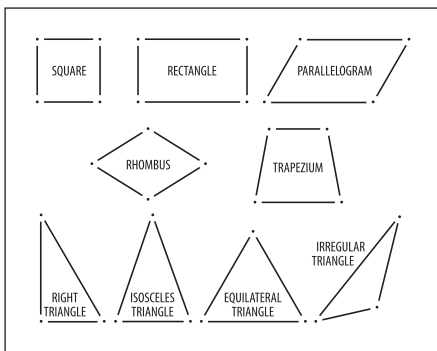 SQUARE
RECTANGLE
PARALLELOGRAM
RHOMBUS
TRAPEZIUM
RIGHT
TRIANGLE
ISOSCELES
TRIANGLE
EQUILATERAL
TRIANGLE
IRREGULAR
TRIANGLE